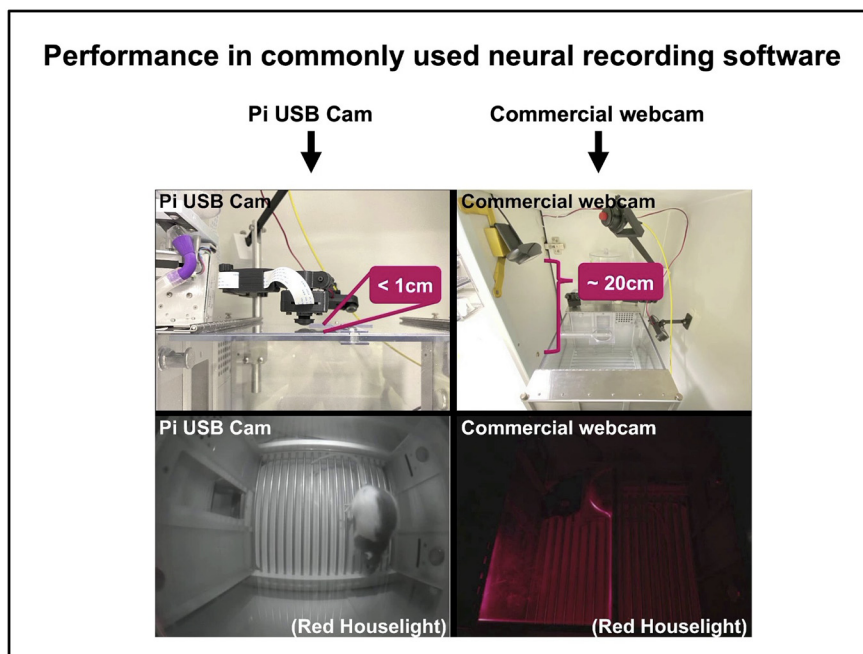 Performance in commonly used neural recording software
Pi USB Cam
Commercial webcam
Pi USB Cam
< 1cm
Commercial webcam
~ 20cm
Pi USB Cam
(Red Houselight)
Commercial webcam
(Red Houselight)